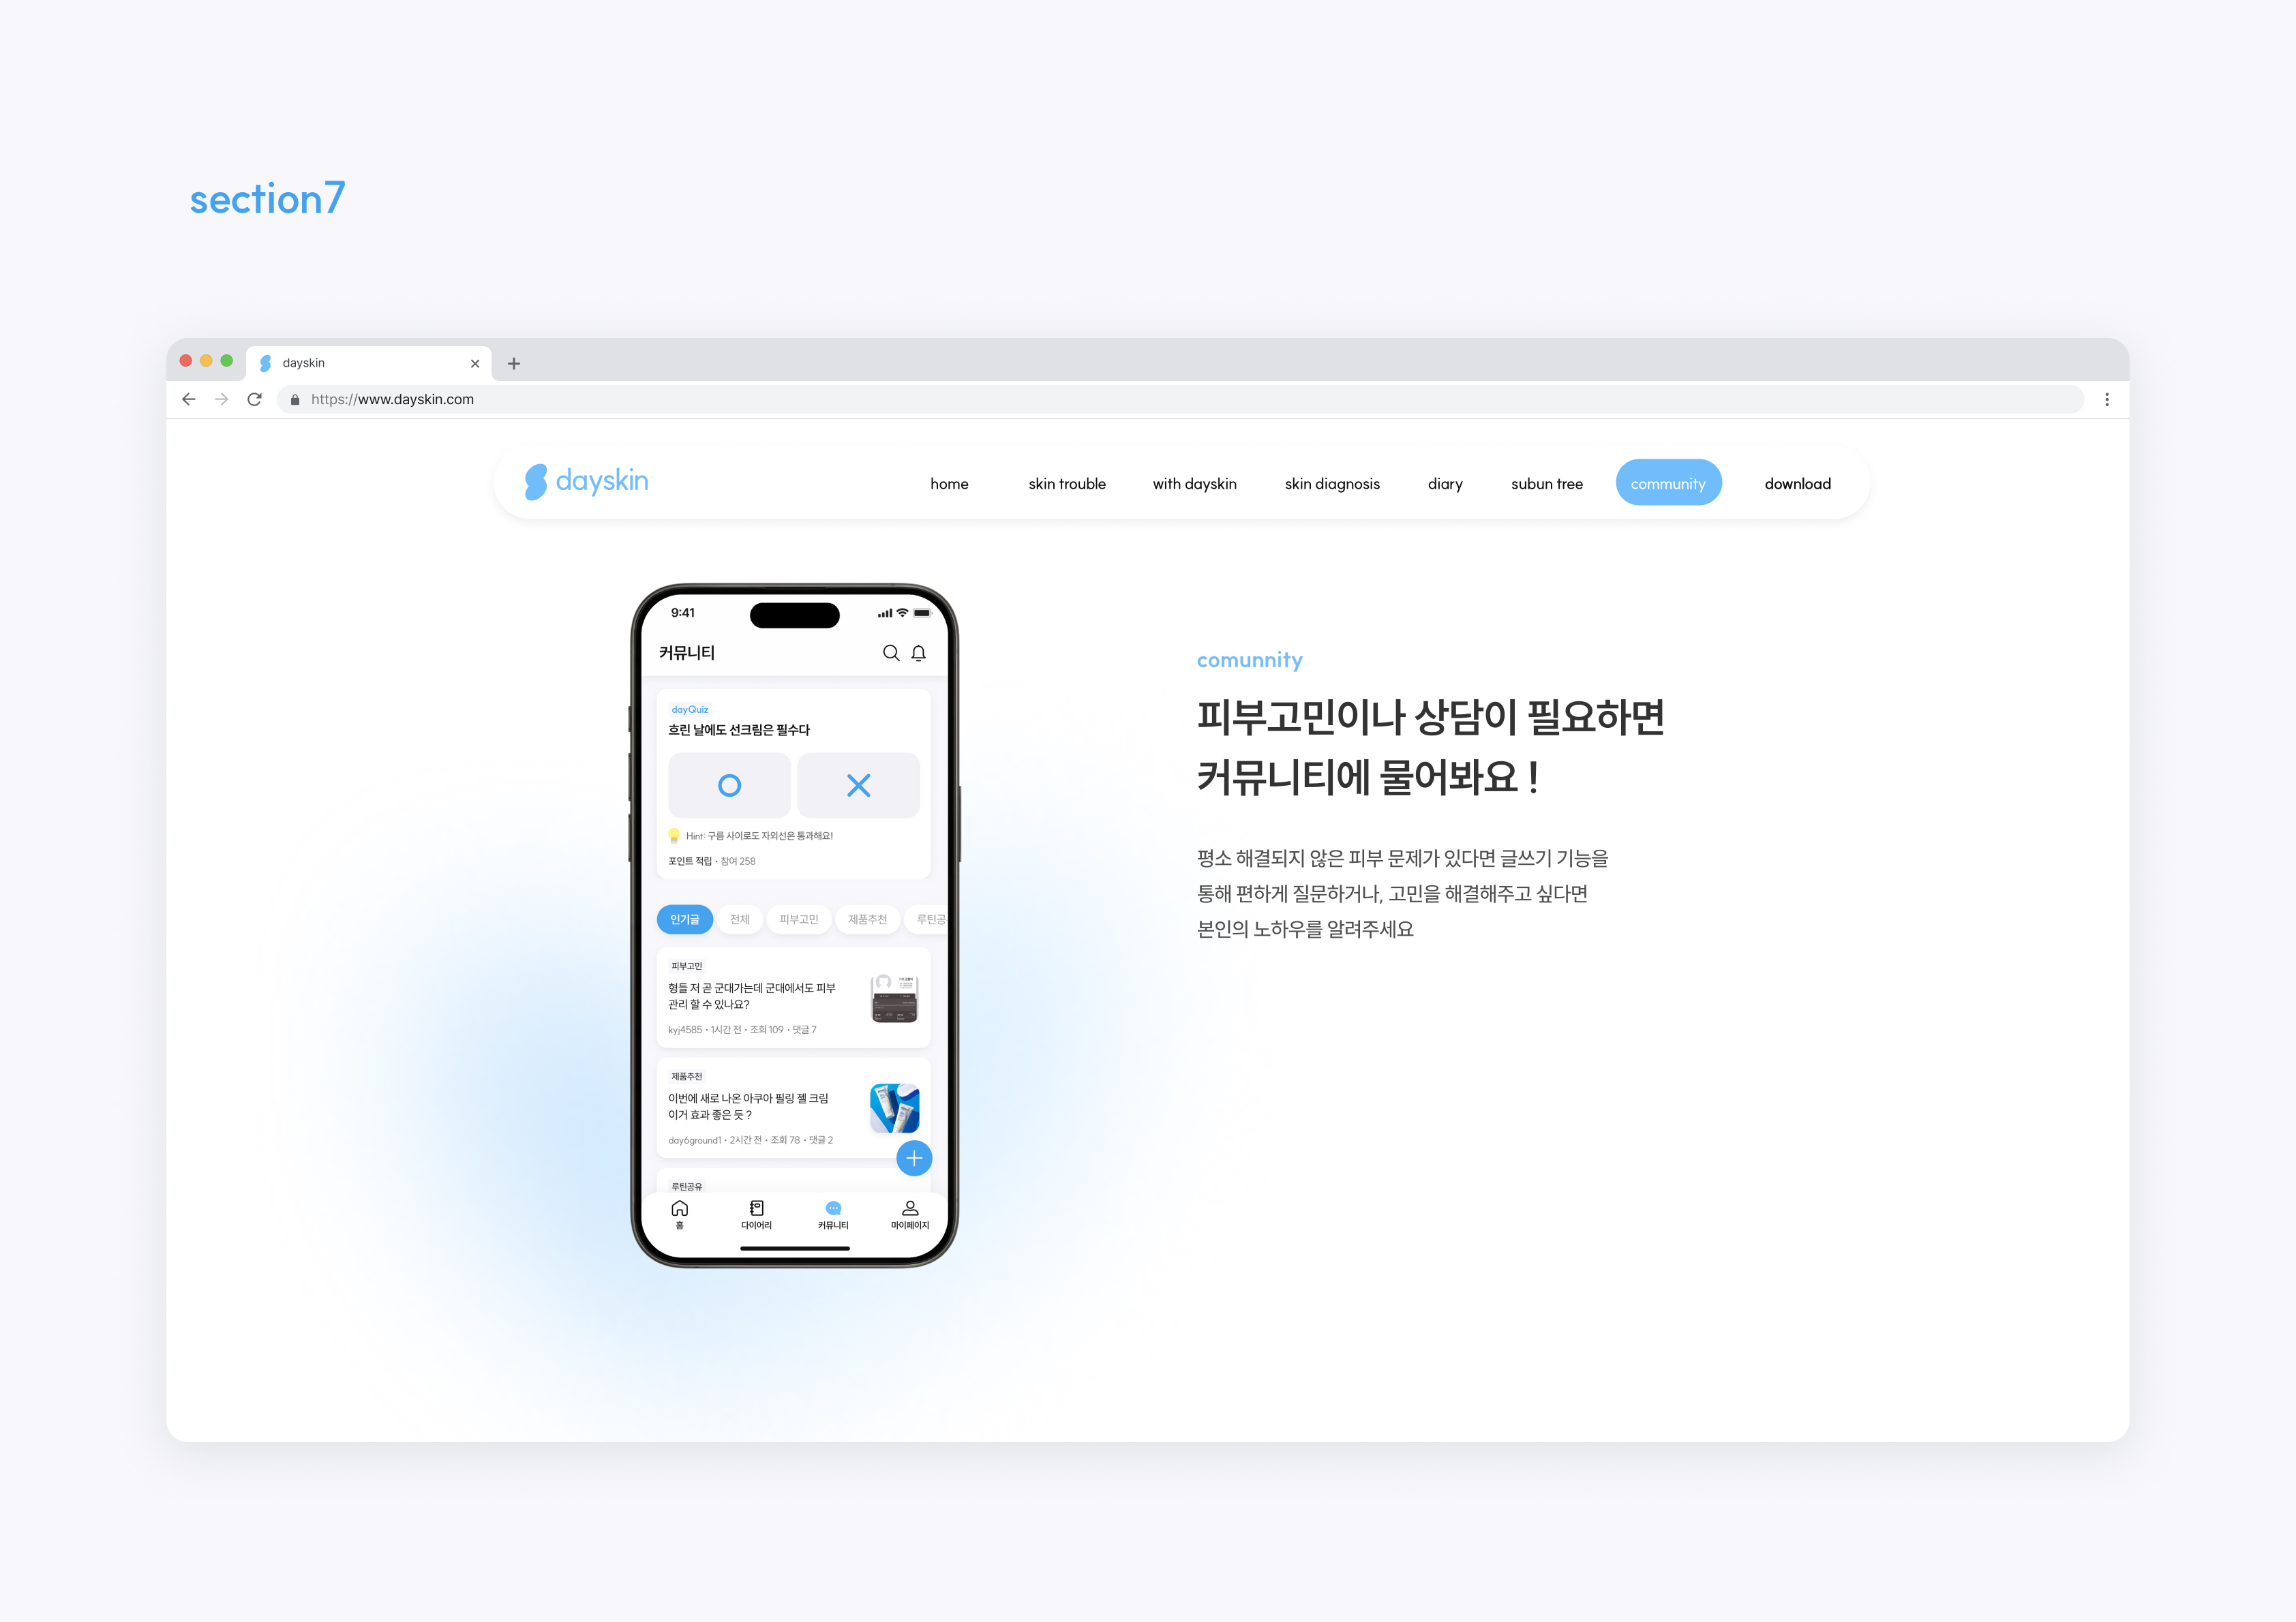 section7
dayskin
https://www.dayskin.com
dayskin
home
skin trouble
with dayskin
skin diagnosis
diary
subun tree
community
download
9:41
커뮤니티
dayQuiz
흐린 날에도 선크림은 필수다
Hint: 구름 사이로도 자외선은 통과해요!
포인트 적립 · 참여 258
인기글
전체
피부고민
제품추천
루틴공
피부고민
형들 저 곧 군대가는데 군대에서도 피부
관리 할 수 있나요?
kyj4585 · 1시간 전 · 조회 109 · 댓글 7
제품추천
이번에 새로 나온 아쿠아 필링 젤 크림
이거 효과 좋은 듯 ?
day6ground1 · 2시간 전 · 조회 78 · 댓글 2
루틴공유
홈
다이어리
커뮤니티
마이페이지
comunnity
피부고민이나 상담이 필요하면
커뮤니티에 물어봐요 !
평소 해결되지 않은 피부 문제가 있다면 글쓰기 기능을
통해 편하게 질문하거나, 고민을 해결해주고 싶다면
본인의 노하우를 알려주세요